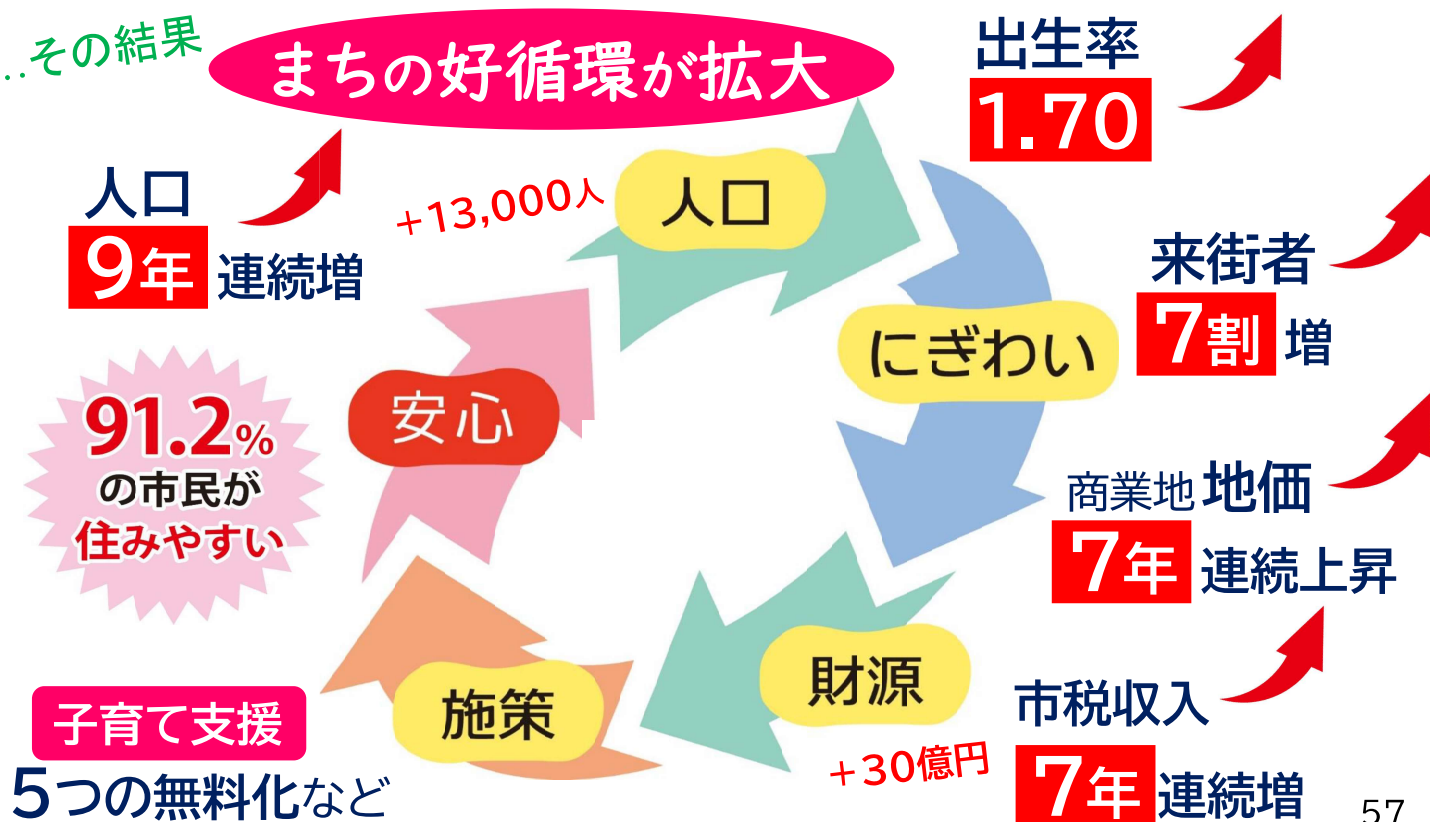 ..その結果
まちの好循環が拡大
出生率
1.70
人口
9年連続増
+13,000人
人口
来街者
7割増
にぎわい
安心
91.2%
の市民が
住みやすい
商業地 地価
7年連続上昇
財源
施策
市税収入
7年連続増
+30億円
子育て支援
5つの無料化など
57